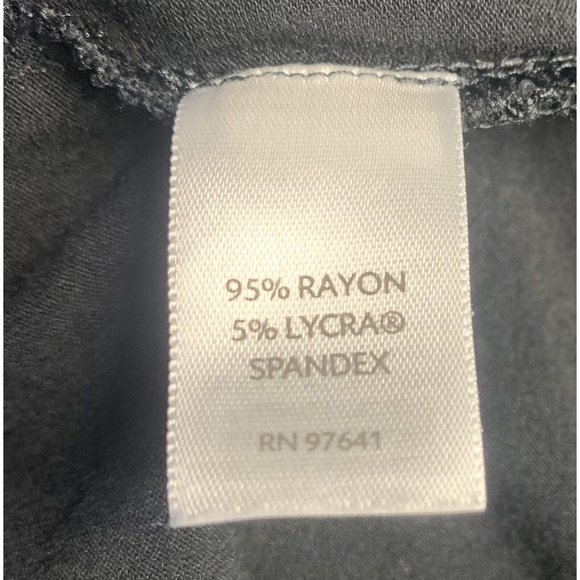 95% RAYON
5% LYCRA®
SPANDEX
RN 97641